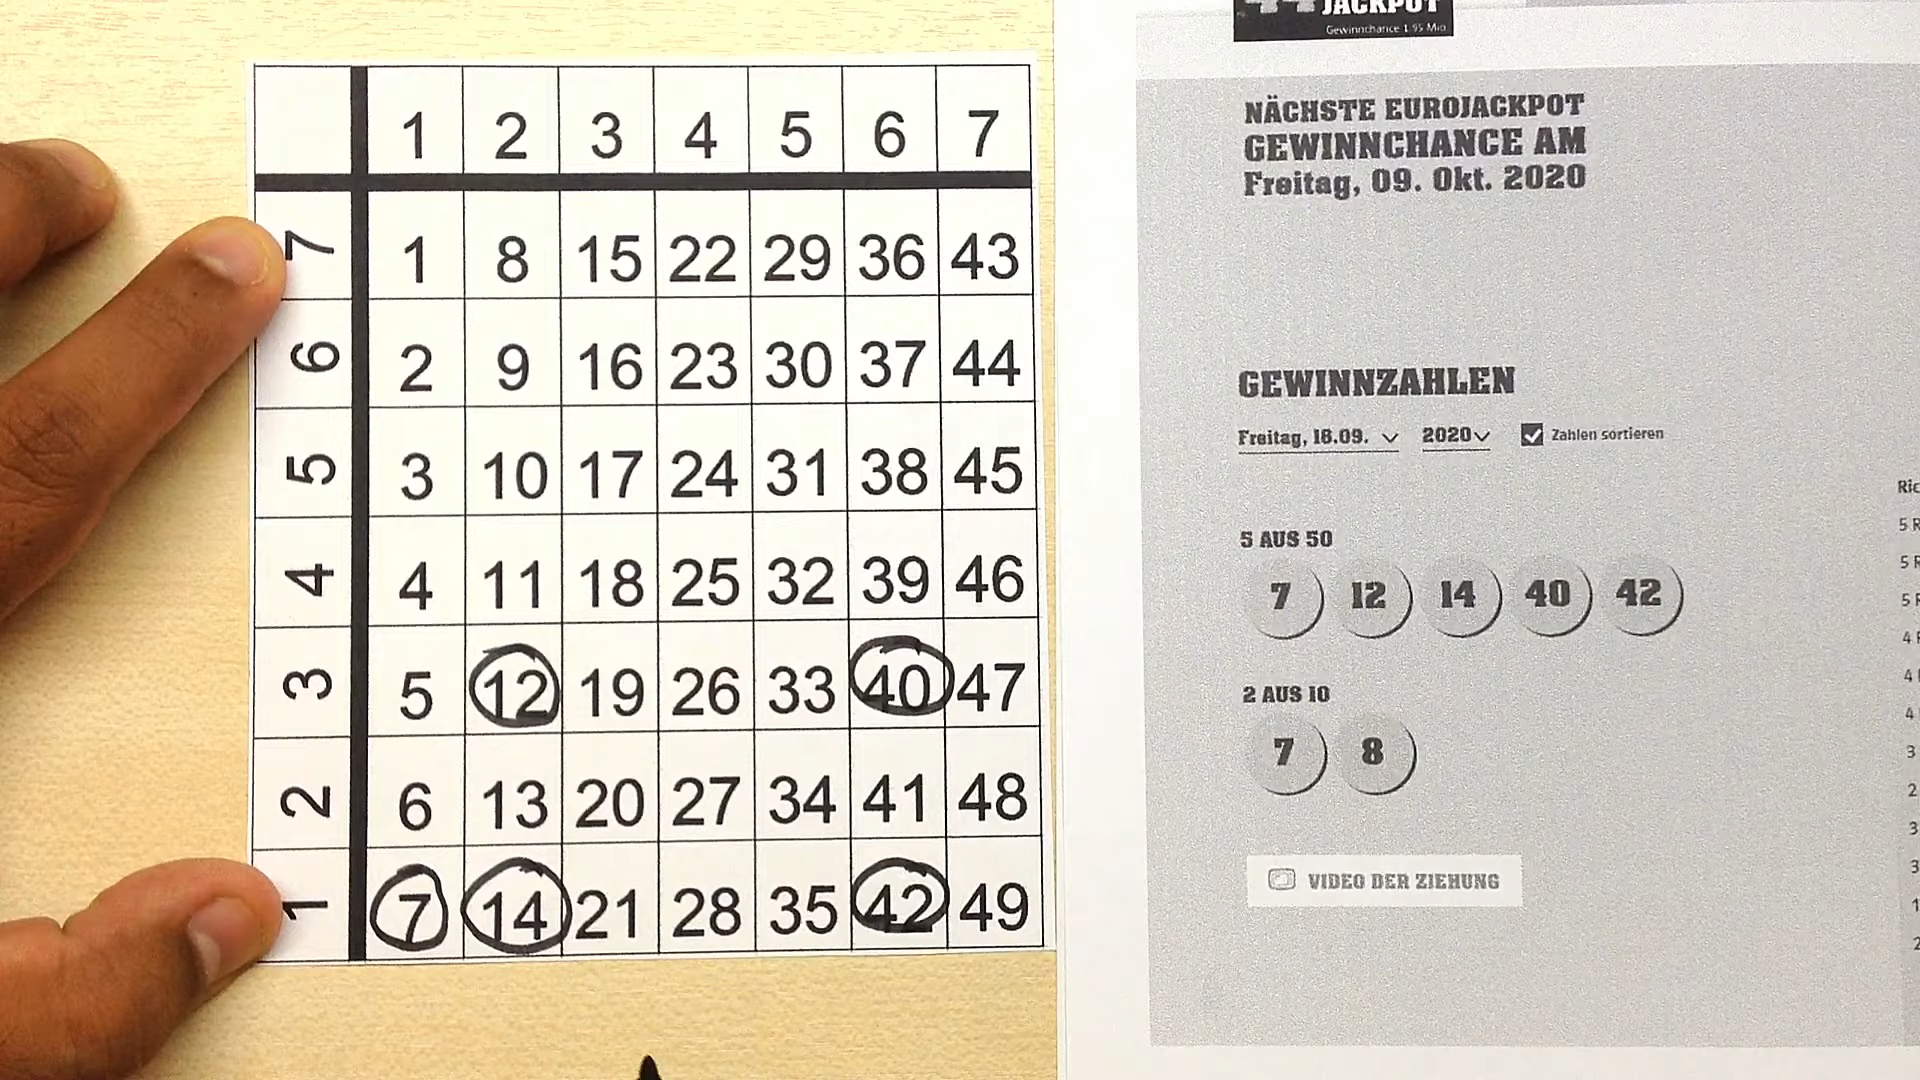 1 2 3 4 5 6 7
7 1 8 15 22 29 36 43
6 2 9 16 23 30 37 44
5 3 10 17 24 31 38 45
4 4 11 18 25 32 39 46
3 5 12 19 26 33 40 47
2 6 13 20 27 34 41 48
1 7 14 21 28 35 42 49
JACKPOT
Gewinnchance 1:95 Mio
NÄCHSTE EUROJACKPOT
GEWINNCHANCE AM
Freitag, 09. Okt. 2020
GEWINNZAHLEN
Freitag, 18.09. 2020 Zahlen sortieren
5 AUS 50
7 12 14 40 42
2 AUS 10
7 8
VIDEO DER ZIEHUNG